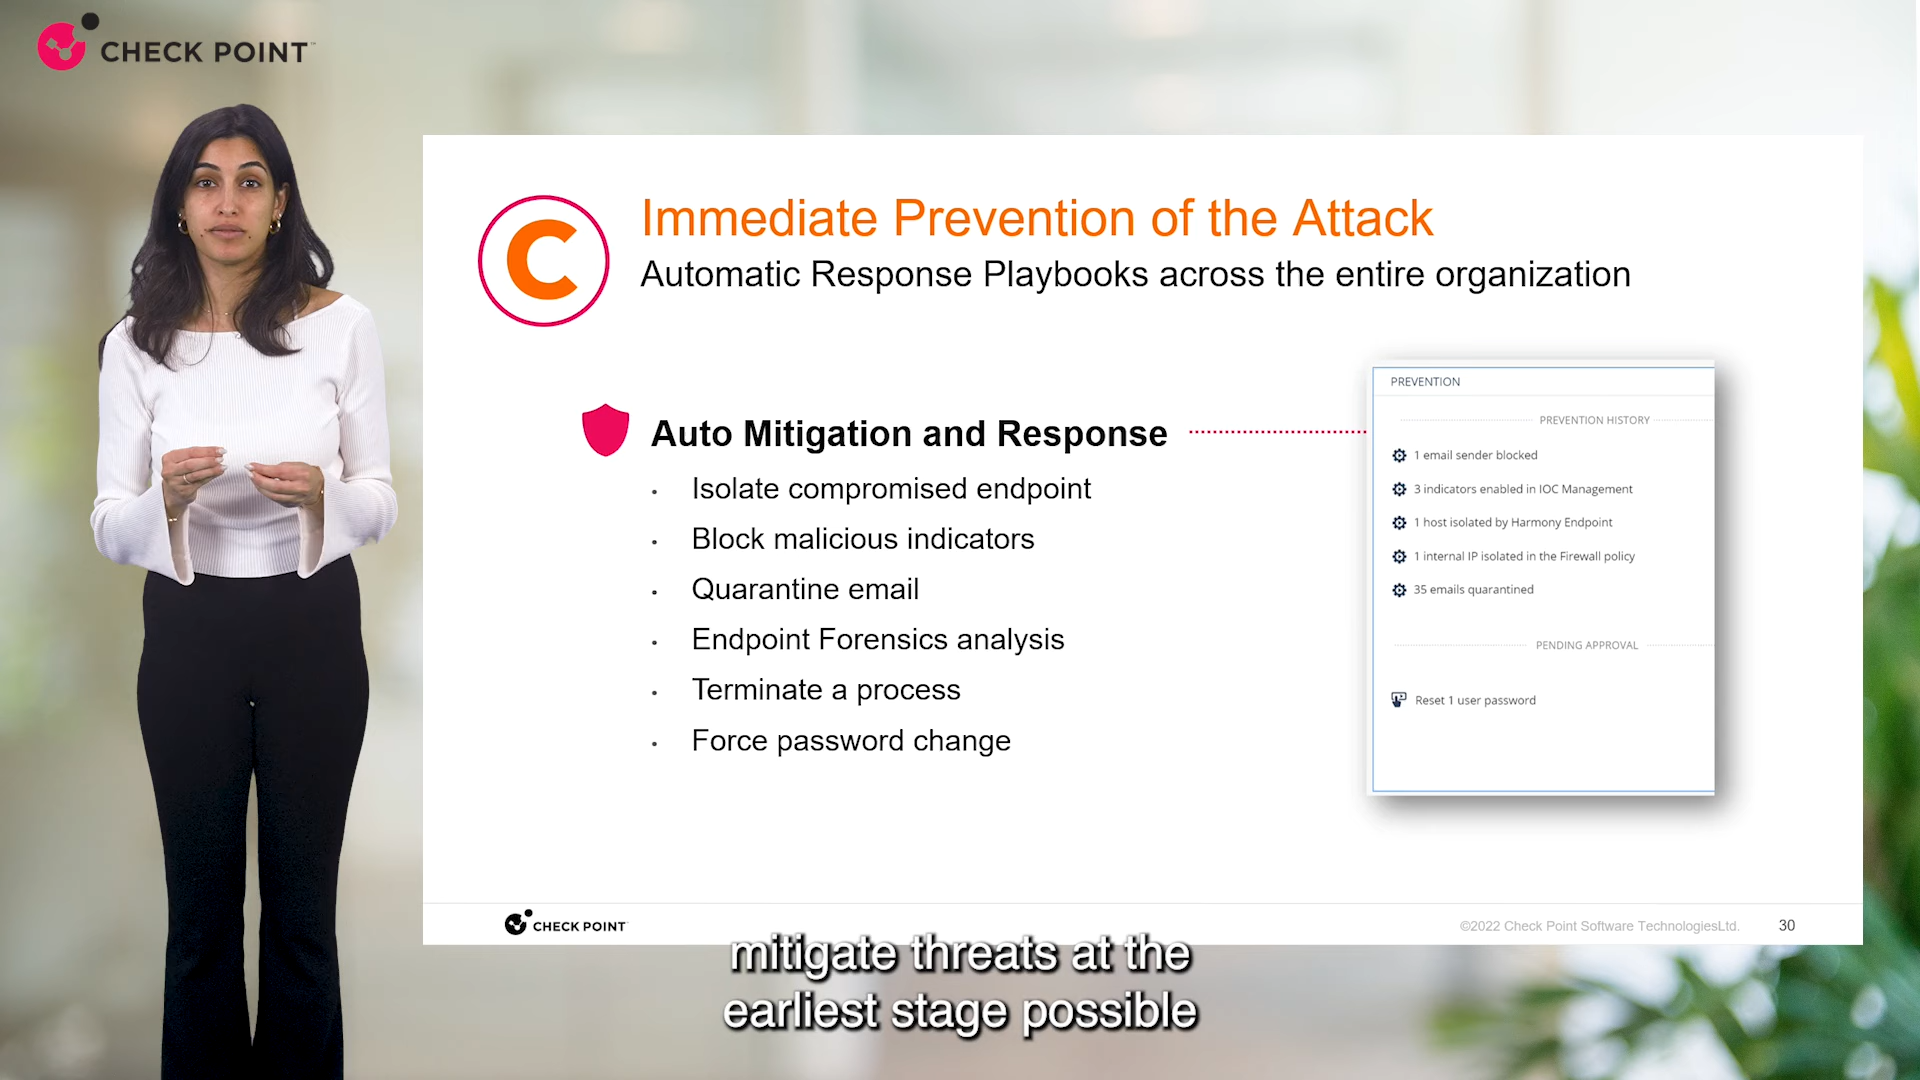 CHECK POINT™
C
Immediate Prevention of the Attack
Automatic Response Playbooks across the entire organization
Auto Mitigation and Response
• Isolate compromised endpoint
• Block malicious indicators
• Quarantine email
• Endpoint Forensics analysis
• Terminate a process
• Force password change
PREVENTION
PREVENTION HISTORY
1 email sender blocked
3 indicators enabled in IOC Management
1 host isolated by Harmony Endpoint
1 internal IP isolated in the Firewall policy
35 emails quarantined
PENDING APPROVAL
Reset 1 user password
CHECK POINT
©2022 Check Point Software TechnologiesLtd.
30
mitigate threats at the
earliest stage possible